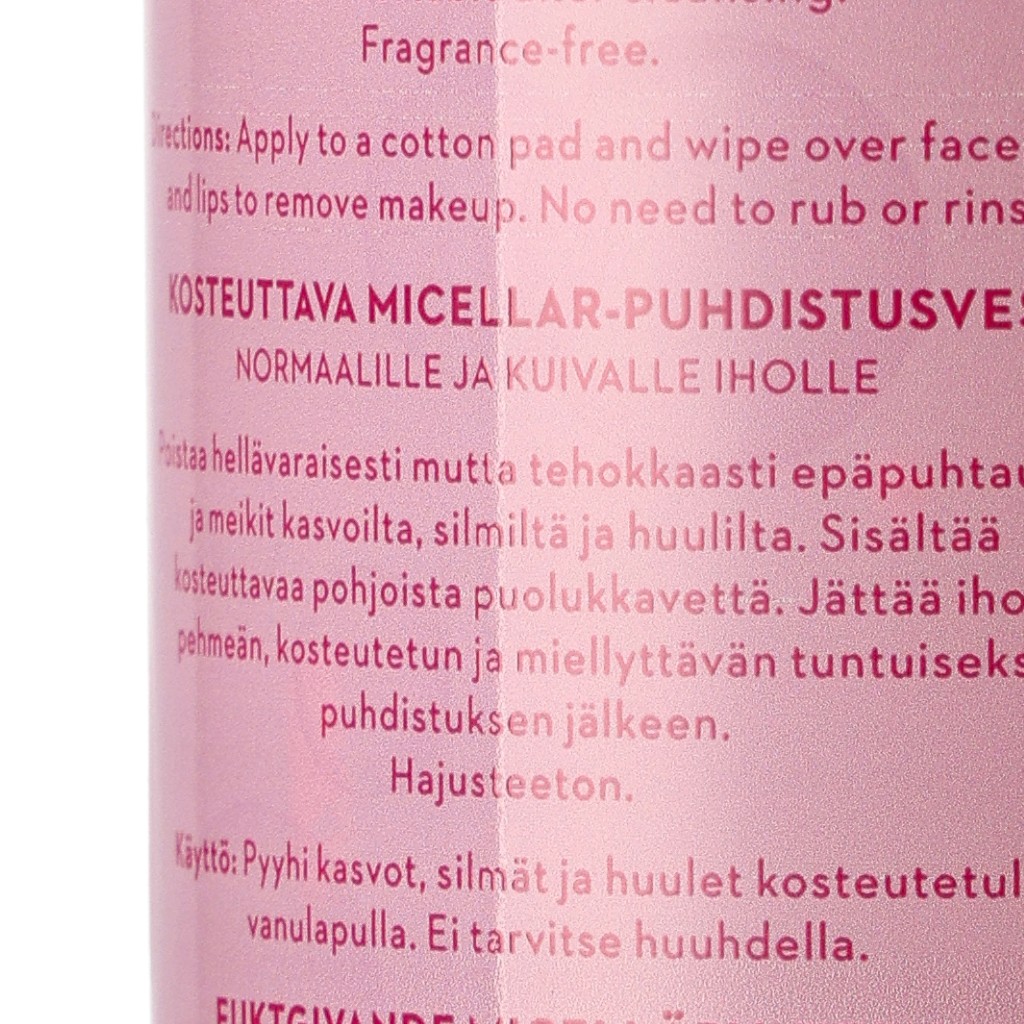 Fragrance-free.
Directions: Apply to a cotton pad and wipe over face
and lips to remove makeup. No need to rub or rins
KOSTEUTTAVA MICELLAR-PUHDISTUSVES
NORMAALILLE JA KUIVALLE IHOLLE
Poistaa hellävaraisesti mutta tehokkaasti epäpuhtau
ja meikit kasvoilta, silmiltä ja huulilta. Sisältää
kosteuttavaa pohjoista puolukkavettä. Jättää iho
pehmeän, kosteutetun ja miellyttävän tuntuiseks
puhdistuksen jälkeen.
Hajusteeton.
Käyttö: Pyyhi kasvot, silmät ja huulet kosteutetul
vanulapulla. Ei tarvitse huuhdella.
FUKTGIVANDE